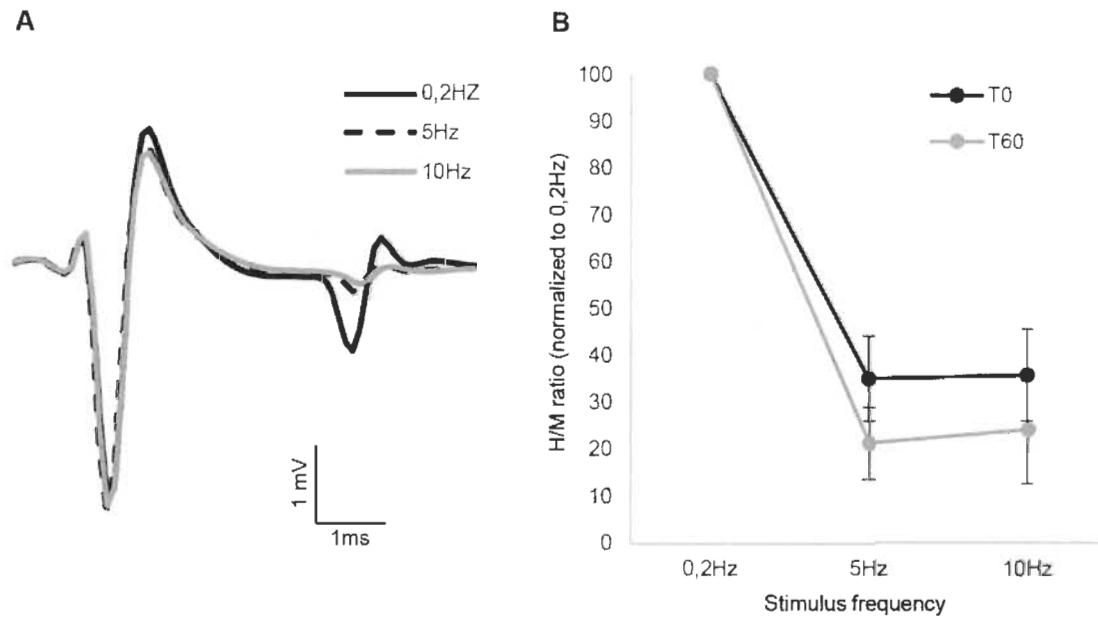 A
0,2HZ
5Hz
10Hz
1 mV
1ms
B
T0
T60
H/M ratio (normalized to 0,2Hz)
100
90
80
70
60
50
40
30
20
10
0
0,2Hz
5Hz
10Hz
Stimulus frequency